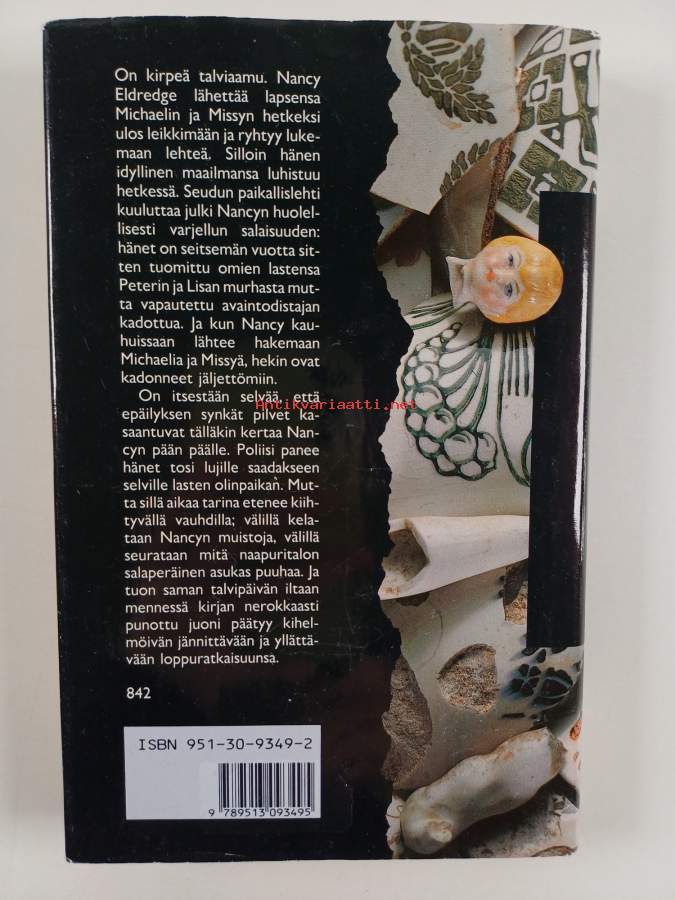 On kirpeä talviaamu. Nancy
Eldredge lähettää lapsensa
Michaelin ja Missyn hetkeksi
ulos leikkimään ja ryhtyy luke-
maan lehteä. Silloin hänen
idyllinen maailmansa luhistuu
hetkessä. Seudun paikallislehti
kuuluttaa julki Nancyn huolel-
lisesti varjellun salaisuuden:
hänet on seitsemän vuotta sit-
ten tuomittu omien lastensa
Peterin ja Lisan murhasta mut-
ta vapautettu avaintodistajan
kadottua. Ja kun Nancy kau-
huissaan lähtee hakemaan
Michaelia ja Missyä, hekin ovat
kadonneet jäljettömiin.
On itsestään selvää, että
epäilyksen synkät pilvet ka-
saantuvat tälläkin kertaa Nan-
cyn pään päälle. Poliisi panee
hänet tosi lujille saadakseen
selville lasten olinpaikan. Mut-
ta sillä aikaa tarina etenee kiih-
tyvällä vauhdilla; välillä kela-
taan Nancyn muistoja, välillä
seurataan mitä naapuritalon
salaperäinen asukas puuhaa. Ja
tuon saman talvipäivän iltaan
mennessä kirjan nerokkaasti
punottu juoni päätyy kihel-
möivän jännittävään ja yllättä-
vään loppuratkaisuunsa.
842
ISBN 951-30-9349-2
9 789513 093495
Antikvariaatti.net